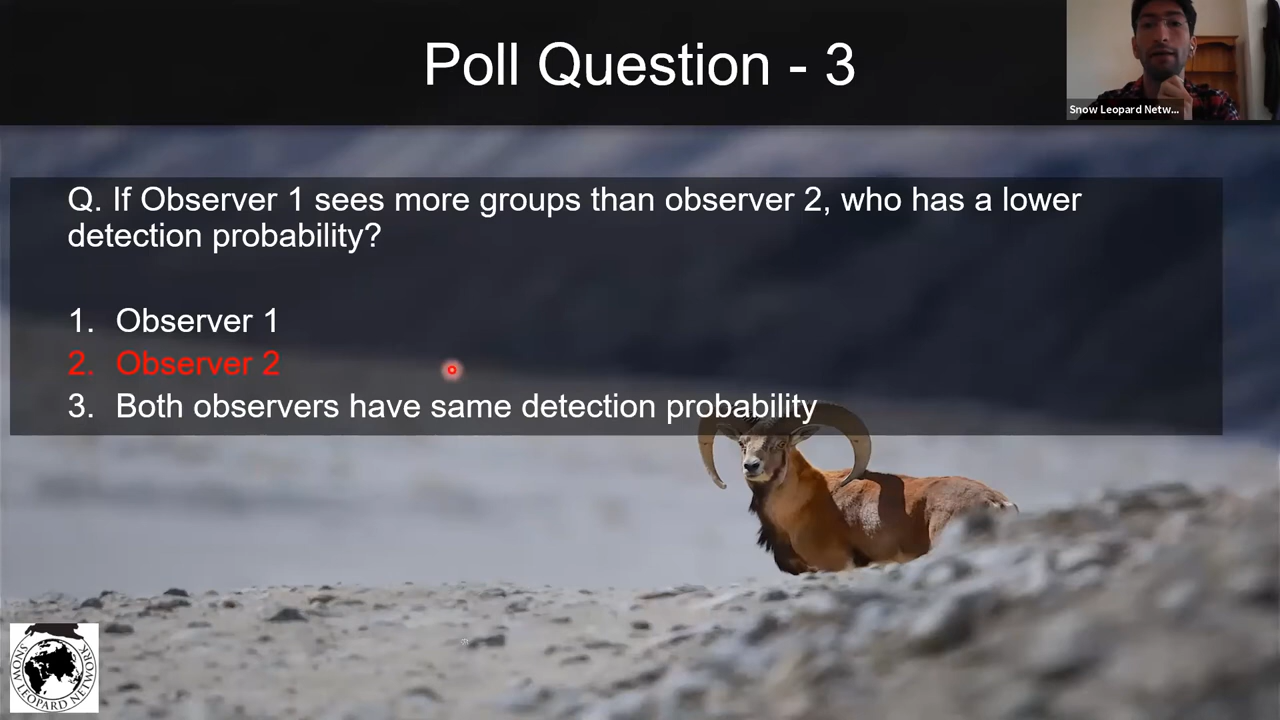 Poll Question - 3
Snow Leopard Netw...
Q. If Observer 1 sees more groups than observer 2, who has a lower
detection probability?
1. Observer 1
2. Observer 2
3. Both observers have same detection probability
SNOW LEOPARD NETWORK